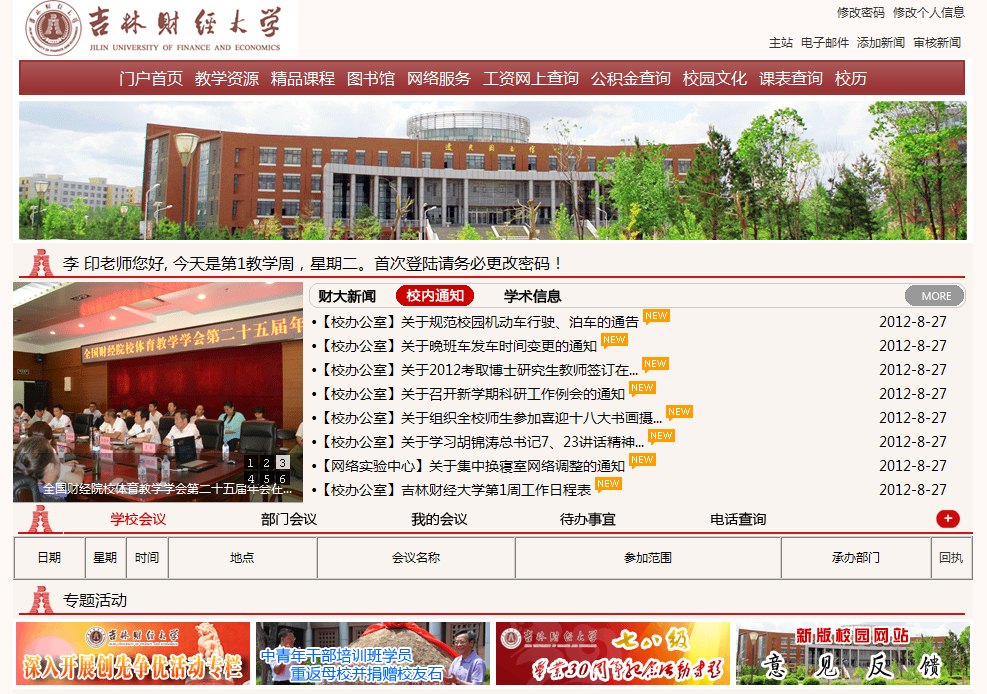 吉林财经大学
JILIN UNIVERSITY OF FINANCE AND ECONOMICS
修改密码 修改个人信息
主站 电子邮件 添加新闻 审核新闻
门户首页 教学资源 精品课程 图书馆 网络服务 工资网上查询 公积金查询 校园文化 课表查询 校历
李 印老师您好, 今天是第1教学周，星期二。首次登陆请务必更改密码！
全国财经院校体育教学学会第二十五届年
1 2 3
4 5 6
全国财经院校体育教学学会第二十五届年会在...
财大新闻 校内通知 学术信息 MORE
•【校办公室】关于规范校园机动车行驶、泊车的通告 NEW 2012-8-27
•【校办公室】关于晚班车发车时间变更的通知 NEW 2012-8-27
•【校办公室】关于2012考取博士研究生教师签订在... NEW 2012-8-27
•【校办公室】关于召开新学期科研工作例会的通知 NEW 2012-8-27
•【校办公室】关于组织全校师生参加喜迎十八大书画摄... NEW 2012-8-27
•【校办公室】关于学习胡锦涛总书记7、23讲话精神... NEW 2012-8-27
•【网络实验中心】关于集中换寝室网络调整的通知 NEW 2012-8-27
•【校办公室】吉林财经大学第1周工作日程表 NEW 2012-8-27
学校会议 部门会议 我的会议 待办事宜 电话查询
日期 星期 时间 地点 会议名称 参加范围 承办部门 回执
专题活动
吉林财经大学
深入开展创先争优活动专栏
中青年干部培训班学员
重返母校并捐赠校友石
吉林财经大学
七八级
毕业30周年纪念活动专题
新版校园网站
意见反馈